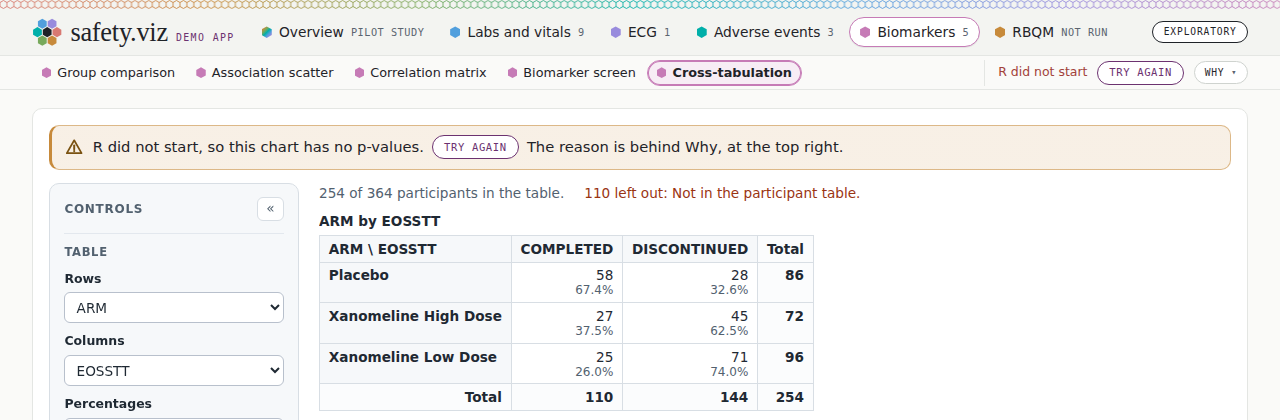 safety.viz DEMO APP Overview PILOT STUDY Labs and vitals 9 ECG 1 Adverse events 3 Biomarkers 5 RBQM NOT RUN EXPLORATORY
Group comparison Association scatter Correlation matrix Biomarker screen Cross-tabulation R did not start TRY AGAIN WHY ▾
R did not start, so this chart has no p-values. TRY AGAIN The reason is behind Why, at the top right.
CONTROLS «
TABLE
Rows
ARM
Columns
EOSSTT
Percentages
254 of 364 participants in the table. 110 left out: Not in the participant table.
ARM by EOSSTT
ARM \ EOSSTT COMPLETED DISCONTINUED Total
Placebo 58 28 86
67.4% 32.6%
Xanomeline High Dose 27 45 72
37.5% 62.5%
Xanomeline Low Dose 25 71 96
26.0% 74.0%
Total 110 144 254